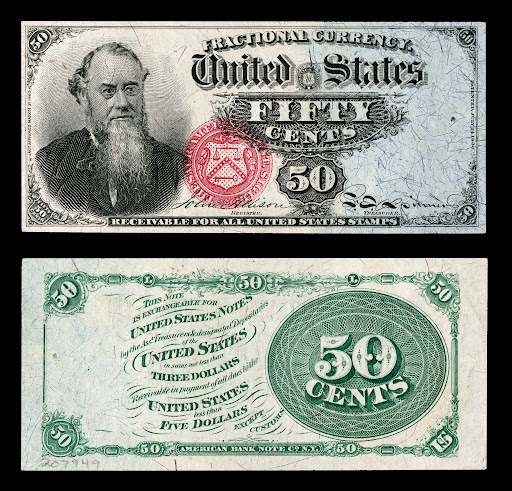 50
FRACTIONAL CURRENCY.
United States
FIFTY
CENTS
50
REGISTER.
TREASURER.
RECEIVABLE FOR ALL UNITED STATES STAMPS
50
50
L
50
L
50
THIS NOTE
IS EXCHANGEABLE FOR
UNITED STATES NOTES
by the Asst. Treasurers & designated Depositaries
of the
UNITED STATES
in sums not less than
THREE DOLLARS
Receivable in payment of all dues to the
UNITED STATES
less than
FIVE DOLLARS
EXCEPT
CUSTOMS
50
CENTS
50
50
AMERICAN BANK NOTE CO. N.Y.
50
207949